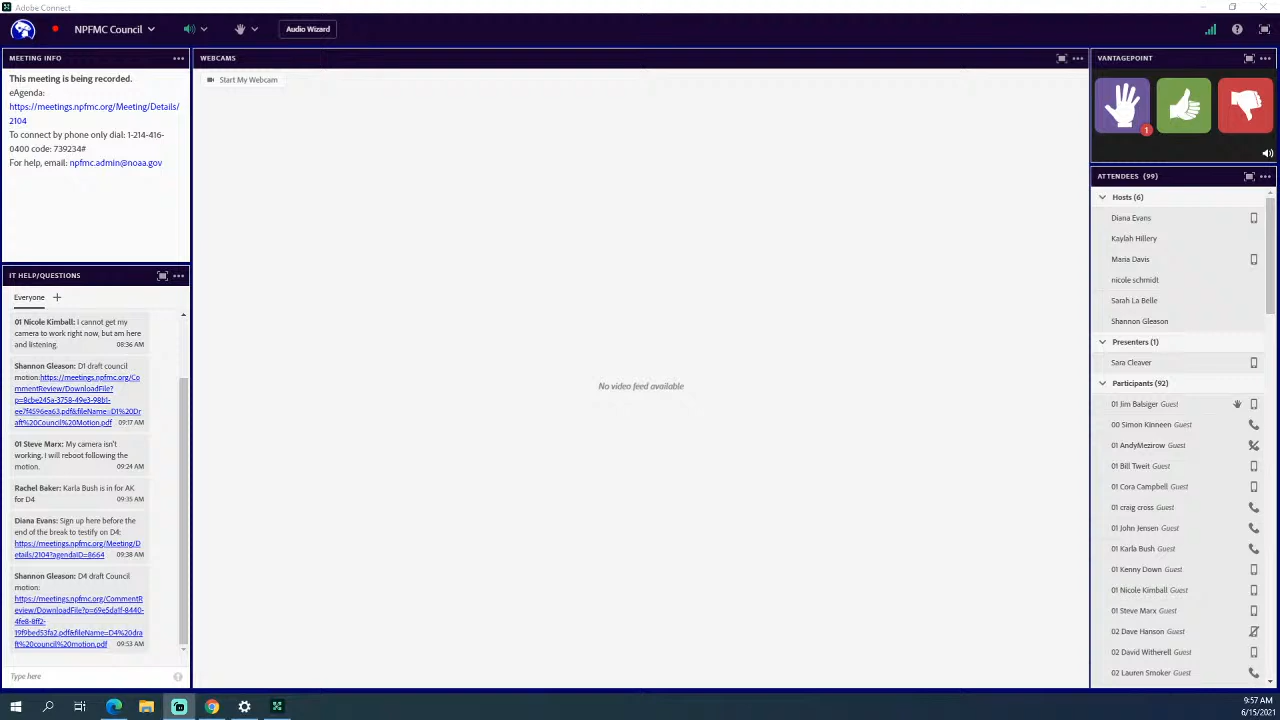 Adobe Connect
NPFMC Council
Audio Wizard
MEETING INFO
This meeting is being recorded.
eAgenda:
https://meetings.npfmc.org/Meeting/Details/
2104
To connect by phone only dial: 1-214-416-
0400 code: 739234#
For help, email: npfmc.admin@noaa.gov
IT HELP/QUESTIONS
Everyone
01 Nicole Kimball: I cannot get my
camera to work right now, but am here
and listening.
08:36 AM
Shannon Gleason: D1 draft council
motion:https://meetings.npfmc.org/Co
mmentReview/DownloadFile?
p=8cbe245a-3758-49e3-98b1-
ee7f4596ea63.pdf&fileName=D1%20Dr
aft%20Council%20Motion.pdf
09:17 AM
01 Steve Marx: My camera isn't
working. I will reboot following the
motion.
09:24 AM
Rachel Baker: Karla Bush is in for AK
for D4
09:35 AM
Diana Evans: Sign up here before the
end of the break to testify on D4:
https://meetings.npfmc.org/Meeting/D
etails/2104?agendaID=8664
09:38 AM
Shannon Gleason: D4 draft Council
motion:
https://meetings.npfmc.org/CommentR
eview/DownloadFile?p=69e5da1f-8440-
4fe8-8ff2-
19f9bed53fa2.pdf&fileName=D4%20dra
ft%20council%20motion.pdf
09:53 AM
Type here
WEBCAMS
Start My Webcam
No video feed available
VANTAGEPOINT
1
ATTENDEES (99)
Hosts (6)
Diana Evans
Kaylah Hillery
Maria Davis
nicole schmidt
Sarah La Belle
Shannon Gleason
Presenters (1)
Sara Cleaver
Participants (92)
01 Jim Balsiger Guest
00 Simon Kinneen Guest
01 AndyMezirow Guest
01 Bill Tweit Guest
01 Cora Campbell Guest
01 craig cross Guest
01 John Jensen Guest
01 Karla Bush Guest
01 Kenny Down Guest
01 Nicole Kimball Guest
01 Steve Marx Guest
02 Dave Hanson Guest
02 David Witherell Guest
02 Lauren Smoker Guest
9:57 AM
6/15/2021